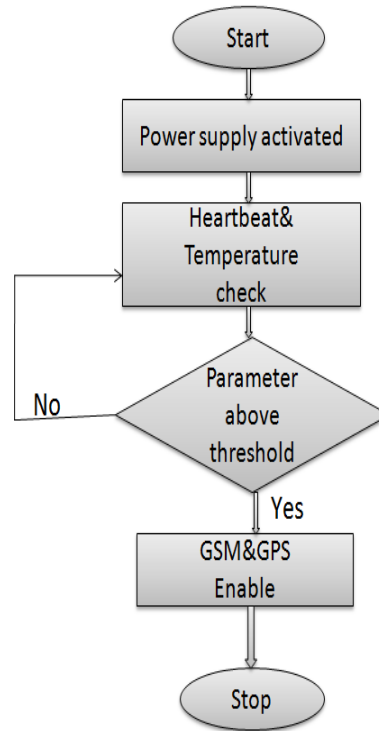 Start
Power supply activated
Heartbeat&
Temperature
check
Parameter
above
threshold
No
Yes
GSM&GPS
Enable
Stop